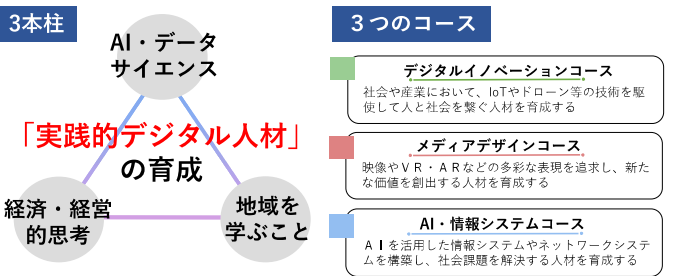 3本柱
AI・データ
サイエンス
「実践的デジタル人材」
の育成
経済・経営
的思考
地域を
学ぶこと
３つのコース
デジタルイノベーションコース
社会や産業において、IoTやドローン等の技術を駆
使して人と社会を繋ぐ人材を育成する
メディアデザインコース
映像やＶＲ・ＡＲなどの多彩な表現を追求し、新た
な価値を創出する人材を育成する
AI・情報システムコース
ＡＩを活用した情報システムやネットワークシステ
ムを構築し、社会課題を解決する人材を育成する